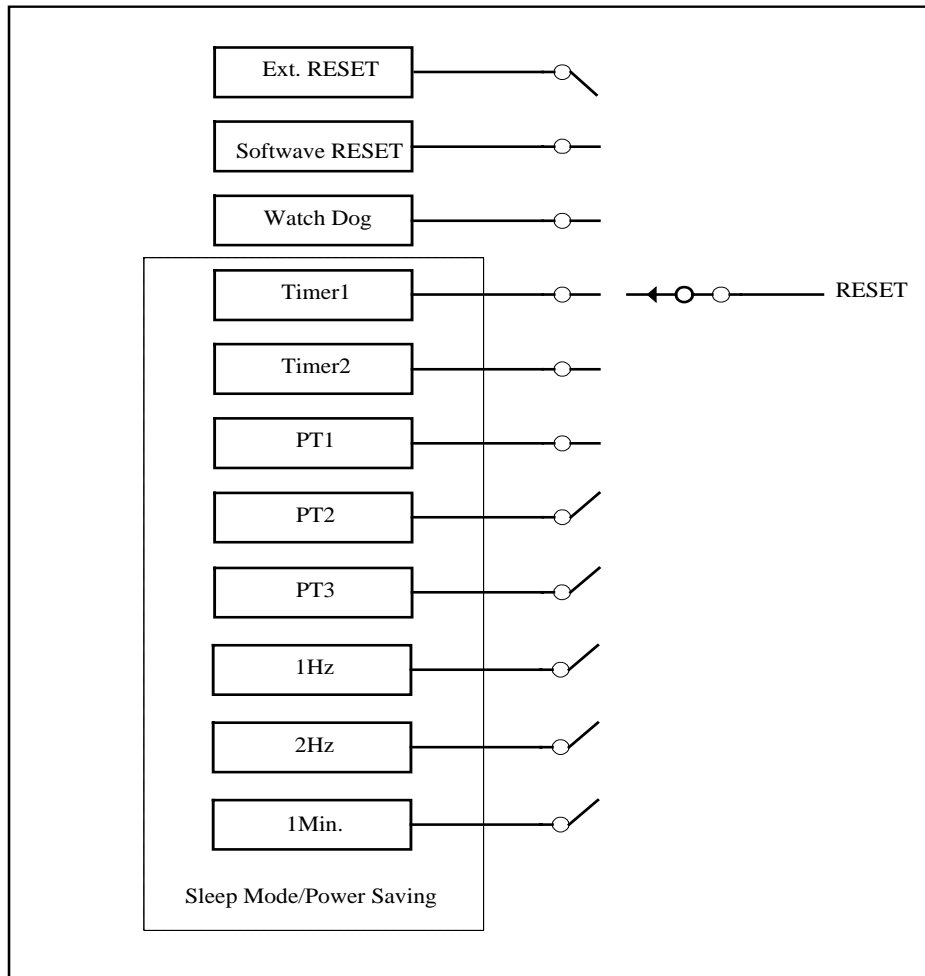 Ext. RESET
Softwave RESET
Watch Dog
Timer1
RESET
Timer2
PT1
PT2
PT3
1Hz
2Hz
1Min.
Sleep Mode/Power Saving